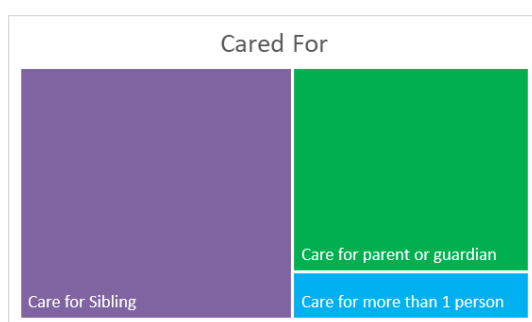 Cared For
Care for Sibling
Care for parent or guardian
Care for more than 1 person